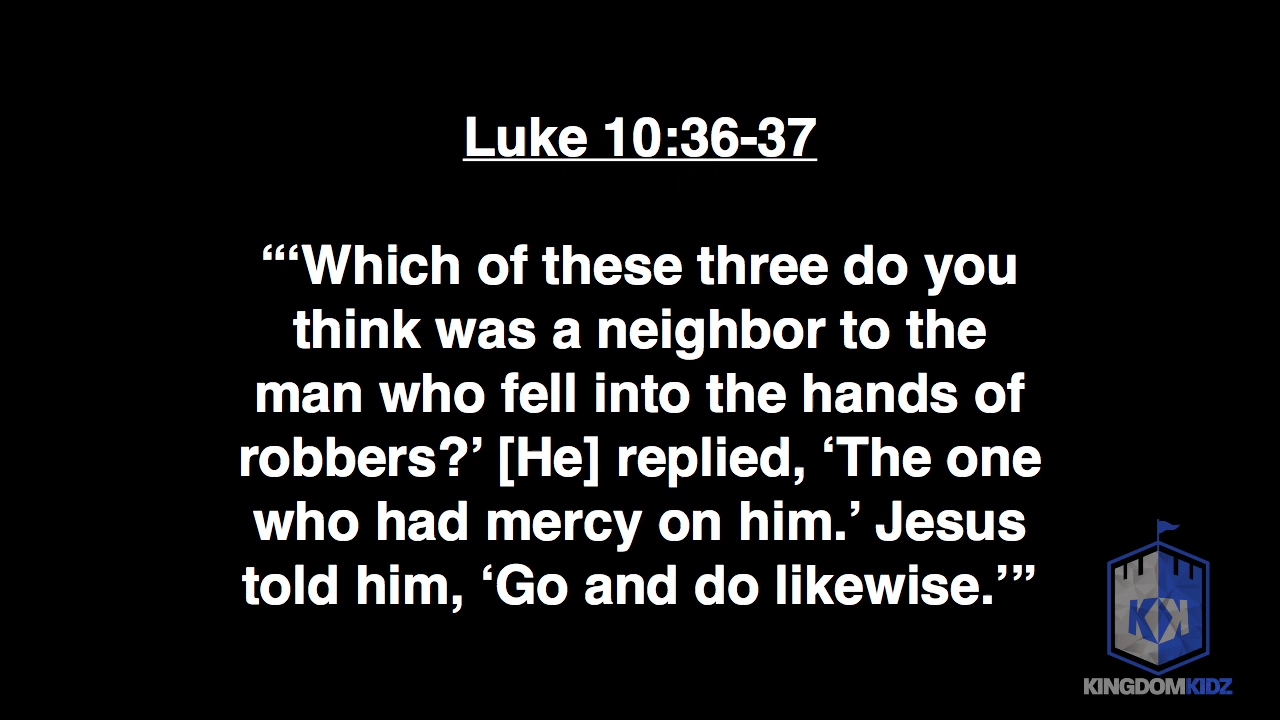 Luke 10:36-37
“‘Which of these three do you
think was a neighbor to the
man who fell into the hands of
robbers?’ [He] replied, ‘The one
who had mercy on him.’ Jesus
told him, ‘Go and do likewise.’”
KK
KINGDOMKIDZ